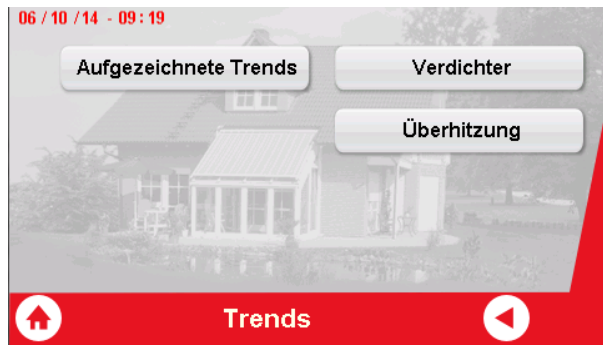 06 / 10 / 14 - 09:19
Aufgezeichnete Trends
Verdichter
Überhitzung
Trends